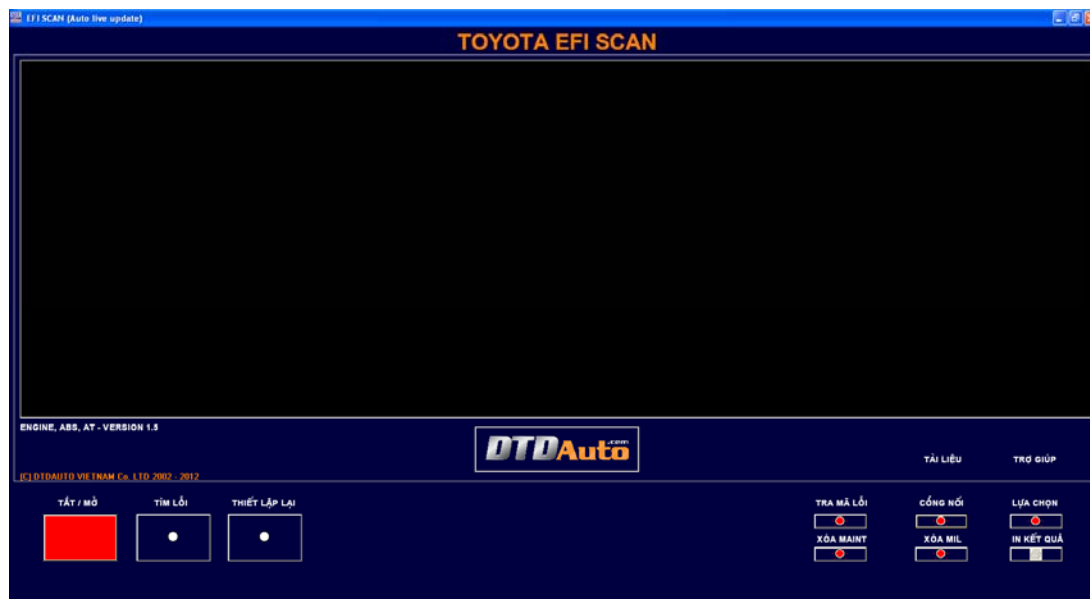 EFI SCAN (Auto live update)
TOYOTA EFI SCAN
ENGINE, ABS, AT - VERSION 1.5
DTDAuto.com
TÀI LIỆU
TRỢ GIÚP
[C] DTDAUTO VIETNAM Co. LTD 2002 - 2012
TẮT / MỞ
TÌM LỖI
THIẾT LẬP LẠI
TRA MÃ LỖI
CỔNG NỐI
LỰA CHỌN
XÓA MAINT
XÓA MIL
IN KẾT QUẢ